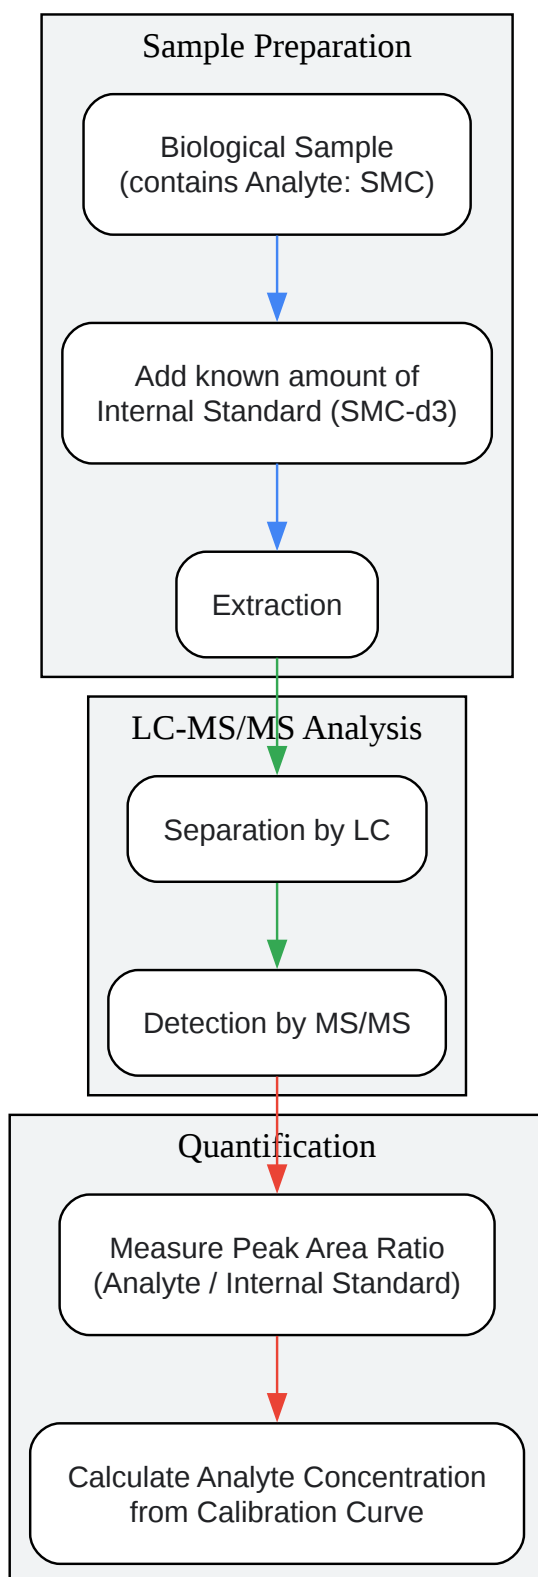 Sample Preparation
Biological Sample
(contains Analyte: SMC)
Add known amount of
Internal Standard (SMC-d3)
Extraction
LC-MS/MS Analysis
Separation by LC
Detection by MS/MS
Quantification
Measure Peak Area Ratio
(Analyte / Internal Standard)
Calculate Analyte Concentration
from Calibration Curve